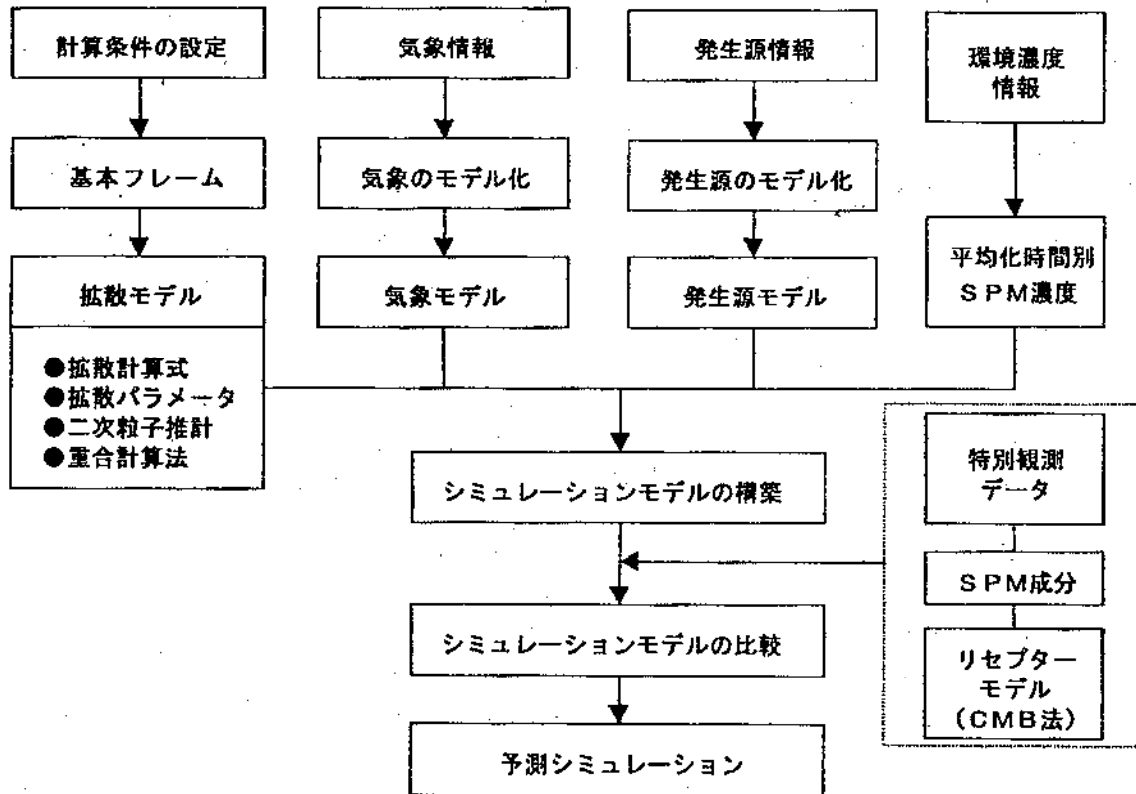 計算条件の設定
気象情報
発生源情報
環境濃度
情報
基本フレーム
気象のモデル化
発生源のモデル化
平均化時間別
SPM濃度
拡散モデル
気象モデル
発生源モデル
●拡散計算式
●拡散パラメータ
●二次粒子推計
●重合計算法
シミュレーションモデルの構築
特別観測
データ
SPM成分
リセプター
モデル
(CMB法)
シミュレーションモデルの比較
予測シミュレーション